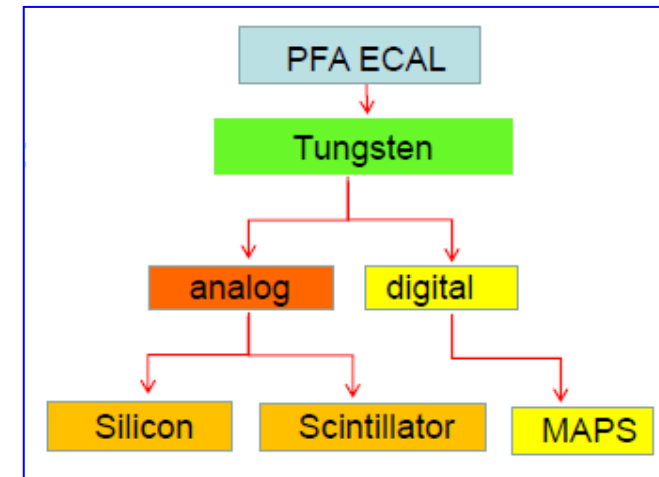 PFA ECAL
Tungsten
analog
digital
Silicon
Scintillator
MAPS